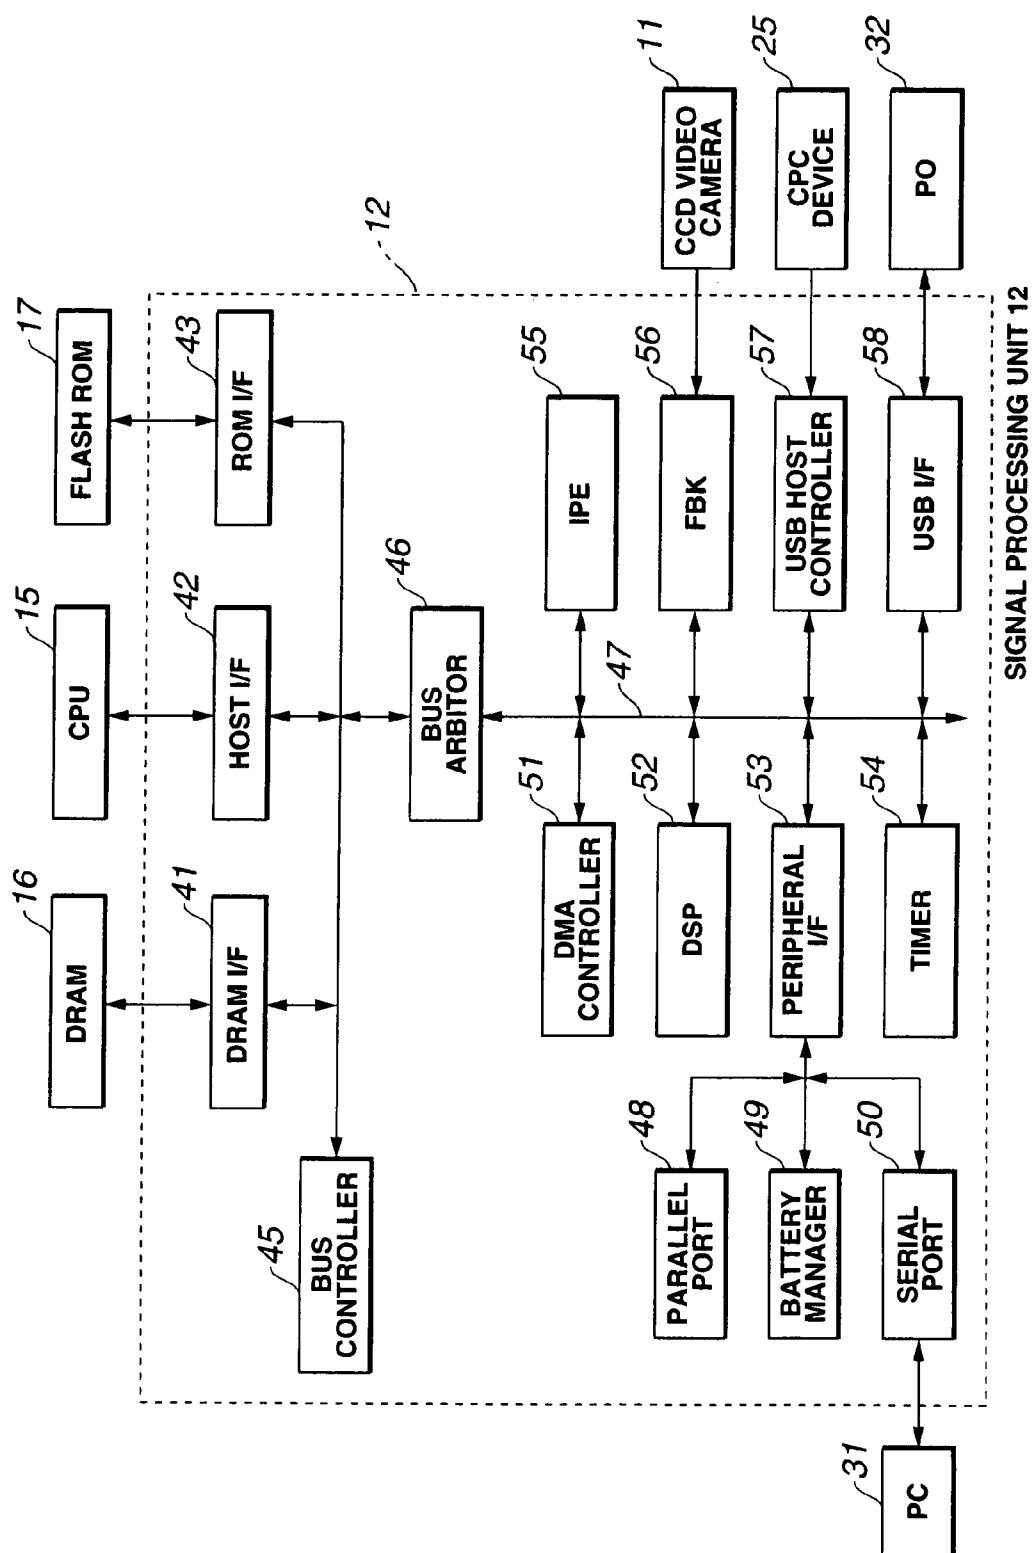 16
DRAM
15
CPU
17
FLASH ROM
41
DRAM I/F
42
HOST I/F
43
ROM I/F
45
BUS
CONTROLLER
12
46
BUS
ARBITOR
51
DMA
CONTROLLER
55
IPE
47
48
PARALLEL
PORT
52
DSP
56
FBK
11
CCD VIDEO
CAMERA
49
BATTERY
MANAGER
53
PERIPHERAL
I/F
57
USB HOST
CONTROLLER
25
CPC
DEVICE
31
PC
50
SERIAL
PORT
54
TIMER
58
USB I/F
32
PO
SIGNAL PROCESSING UNIT 12